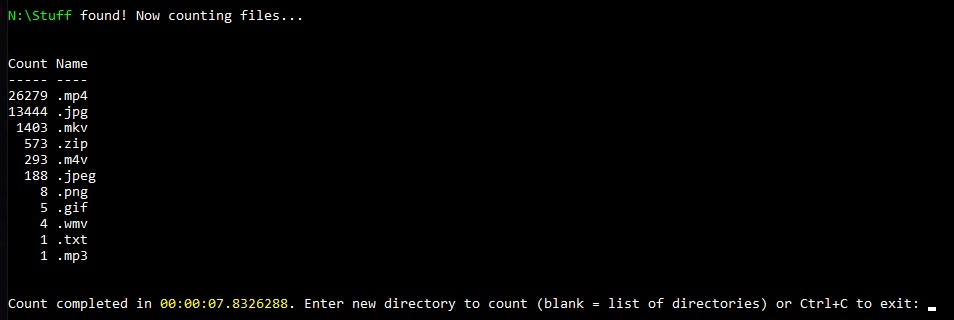 N:\Stuff found! Now counting files...
Count Name
----- ----
26279 .mp4
13444 .jpg
1403 .mkv
573 .zip
293 .m4v
188 .jpeg
8 .png
5 .gif
4 .wmv
1 .txt
1 .mp3
Count completed in 00:00:07.8326288. Enter new directory to count (blank = list of directories) or Ctrl+C to exit: _